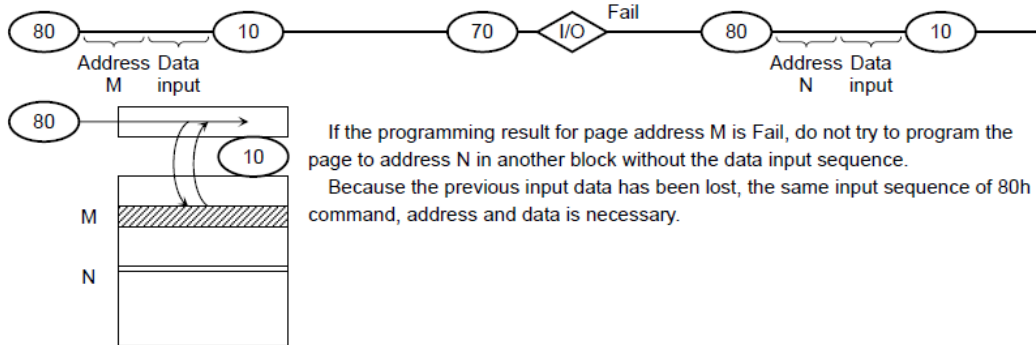 80 10 70 I/O Fail 80 10
Address Data Address Data
M input N input
80
10
If the programming result for page address M is Fail, do not try to program the
page to address N in another block without the data input sequence.
Because the previous input data has been lost, the same input sequence of 80h
command, address and data is necessary.
M
N